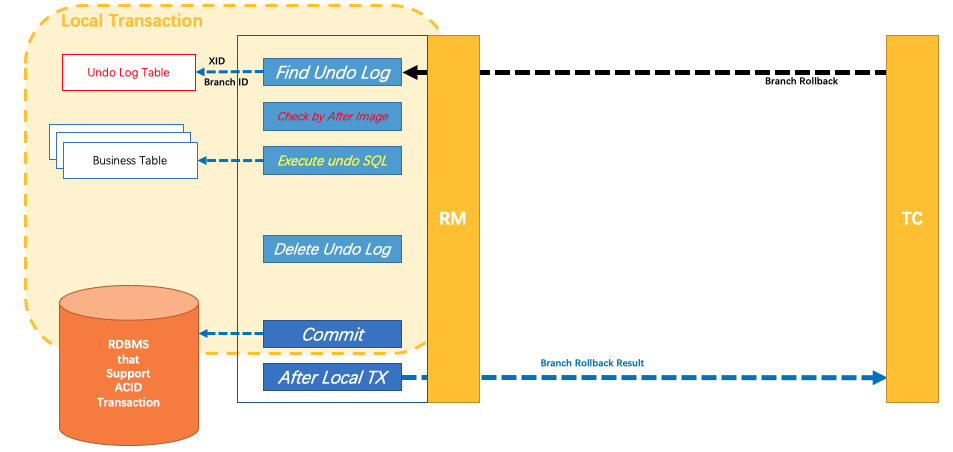 Local Transaction
Undo Log Table
XID
Branch ID
Find Undo Log
Branch Rollback
Check by After Image
Business Table
Execute undo SQL
RM
TC
Delete Undo Log
Commit
RDBMS
that
Support
ACID
Transaction
After Local TX
Branch Rollback Result